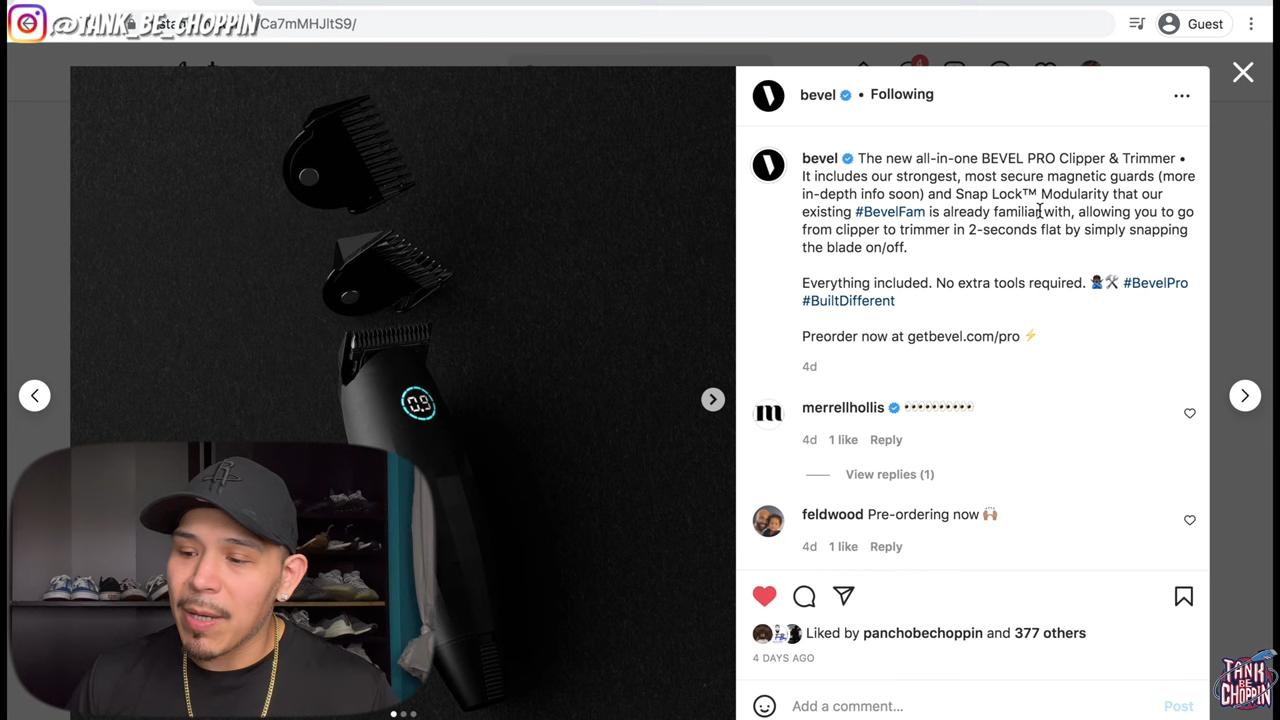 @TANK_BE_CHOPPIN
/Ca7mMHJltS9/
Guest
4
bevel • Following
bevel The new all-in-one BEVEL PRO Clipper & Trimmer •
It includes our strongest, most secure magnetic guards (more
in-depth info soon) and Snap Lock™ Modularity that our
existing #BevelFam is already familiar with, allowing you to go
from clipper to trimmer in 2-seconds flat by simply snapping
the blade on/off.
Everything included. No extra tools required. 🙅🏿‍♂️🛠 #BevelPro
#BuiltDifferent
Preorder now at getbevel.com/pro ⚡
4d
merrellhollis 👀👀👀👀👀
4d 1 like Reply
View replies (1)
feldwood Pre-ordering now 🙌🏽
4d 1 like Reply
Liked by panchobechoppin and 377 others
4 DAYS AGO
Add a comment... Post
0.9
TANK
BE
CHOPPIN